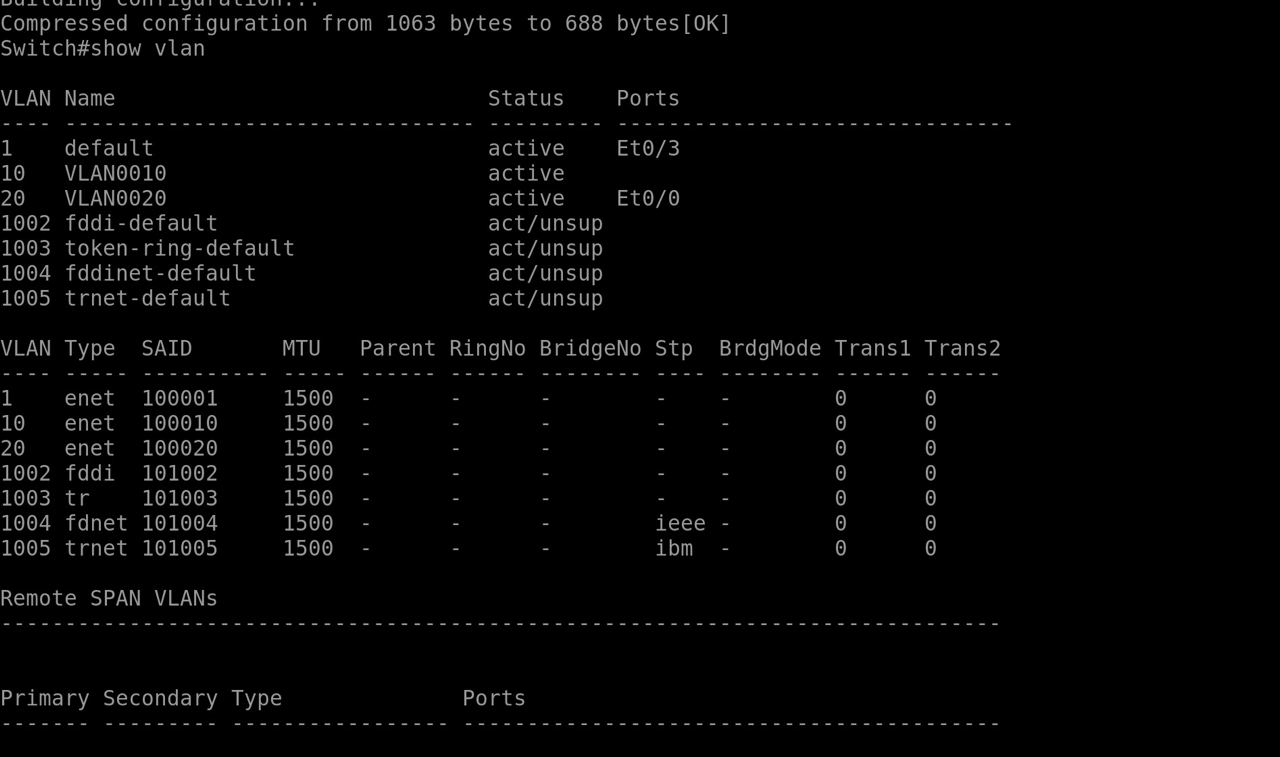 Building configuration...
Compressed configuration from 1063 bytes to 688 bytes[OK]
Switch#show vlan

VLAN Name                             Status    Ports
---- -------------------------------- --------- -------------------------------
1    default                          active    Et0/3
10   VLAN0010                         active
20   VLAN0020                         active    Et0/0
1002 fddi-default                     act/unsup
1003 token-ring-default               act/unsup
1004 fddinet-default                  act/unsup
1005 trnet-default                    act/unsup

VLAN Type  SAID       MTU   Parent RingNo BridgeNo Stp  BrdgMode Trans1 Trans2
---- ----- ---------- ----- ------ ------ -------- ---- -------- ------ ------
1    enet  100001     1500  -      -      -        -    -        0      0
10   enet  100010     1500  -      -      -        -    -        0      0
20   enet  100020     1500  -      -      -        -    -        0      0
1002 fddi  101002     1500  -      -      -        -    -        0      0
1003 tr    101003     1500  -      -      -        -    -        0      0
1004 fdnet 101004     1500  -      -      -        ieee -        0      0
1005 trnet 101005     1500  -      -      -        ibm  -        0      0

Remote SPAN VLANs
------------------------------------------------------------------------------


Primary Secondary Type              Ports
------- --------- ----------------- ------------------------------------------